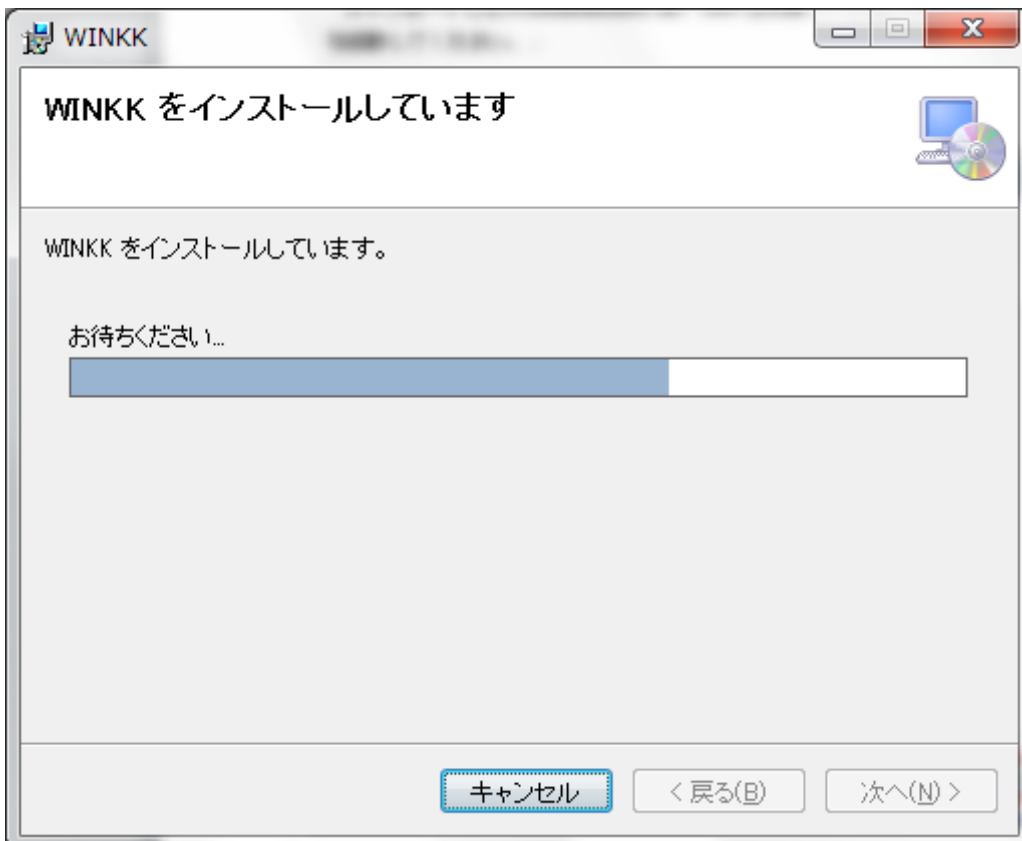 WINKK
WINKK をインストールしています
WINKK をインストールしています。
お待ちください...
キャンセル
< 戻る(B)
次へ(N) >